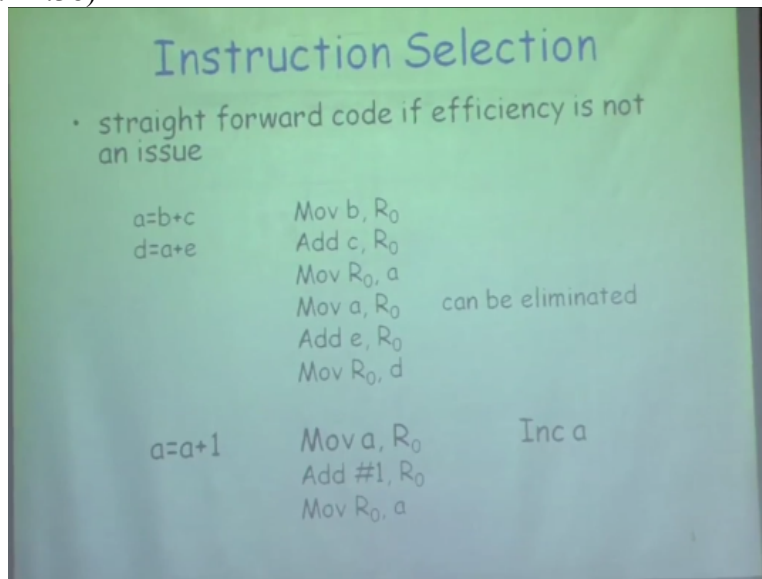 Instruction Selection
• straight forward code if efficiency is not
an issue
a=b+c Mov b, R₀
d=a+e Add c, R₀
Mov R₀, a
Mov a, R₀ can be eliminated
Add e, R₀
Mov R₀, d
a=a+1 Mov a, R₀ Inc a
Add #1, R₀
Mov R₀, a